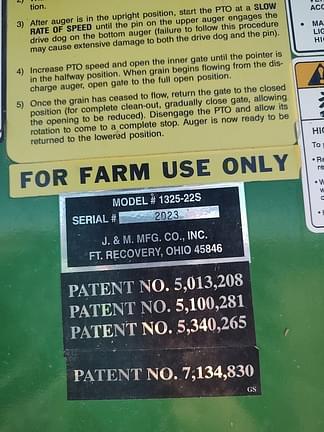 tion.
3) After auger is in the upright position, start the PTO at a SLOW
RATE OF SPEED until the pin on the upper auger engages the
drive dog on the bottom auger (failure to follow this procedure
may cause extensive damage to both the drive dog and the pin).
4) Increase PTO speed and open the inner gate until the pointer is
in the halfway position. When grain begins flowing from the dis-
charge auger, open gate to the full open position.
5) Once the grain has ceased to flow, return the gate to the closed
position (for complete clean-out, gradually close gate, allowing
the opening to be reduced). Disengage the PTO and allow its
rotation to come to a complete stop. Auger is now ready to be
returned to the lowered position.
FOR FARM USE ONLY
MODEL # 1325-22S
SERIAL # 2023
J. & M. MFG. CO., INC.
FT. RECOVERY, OHIO 45846
PATENT NO. 5,013,208
PATENT NO. 5,100,281
PATENT NO. 5,340,265
PATENT NO. 7,134,830
GS